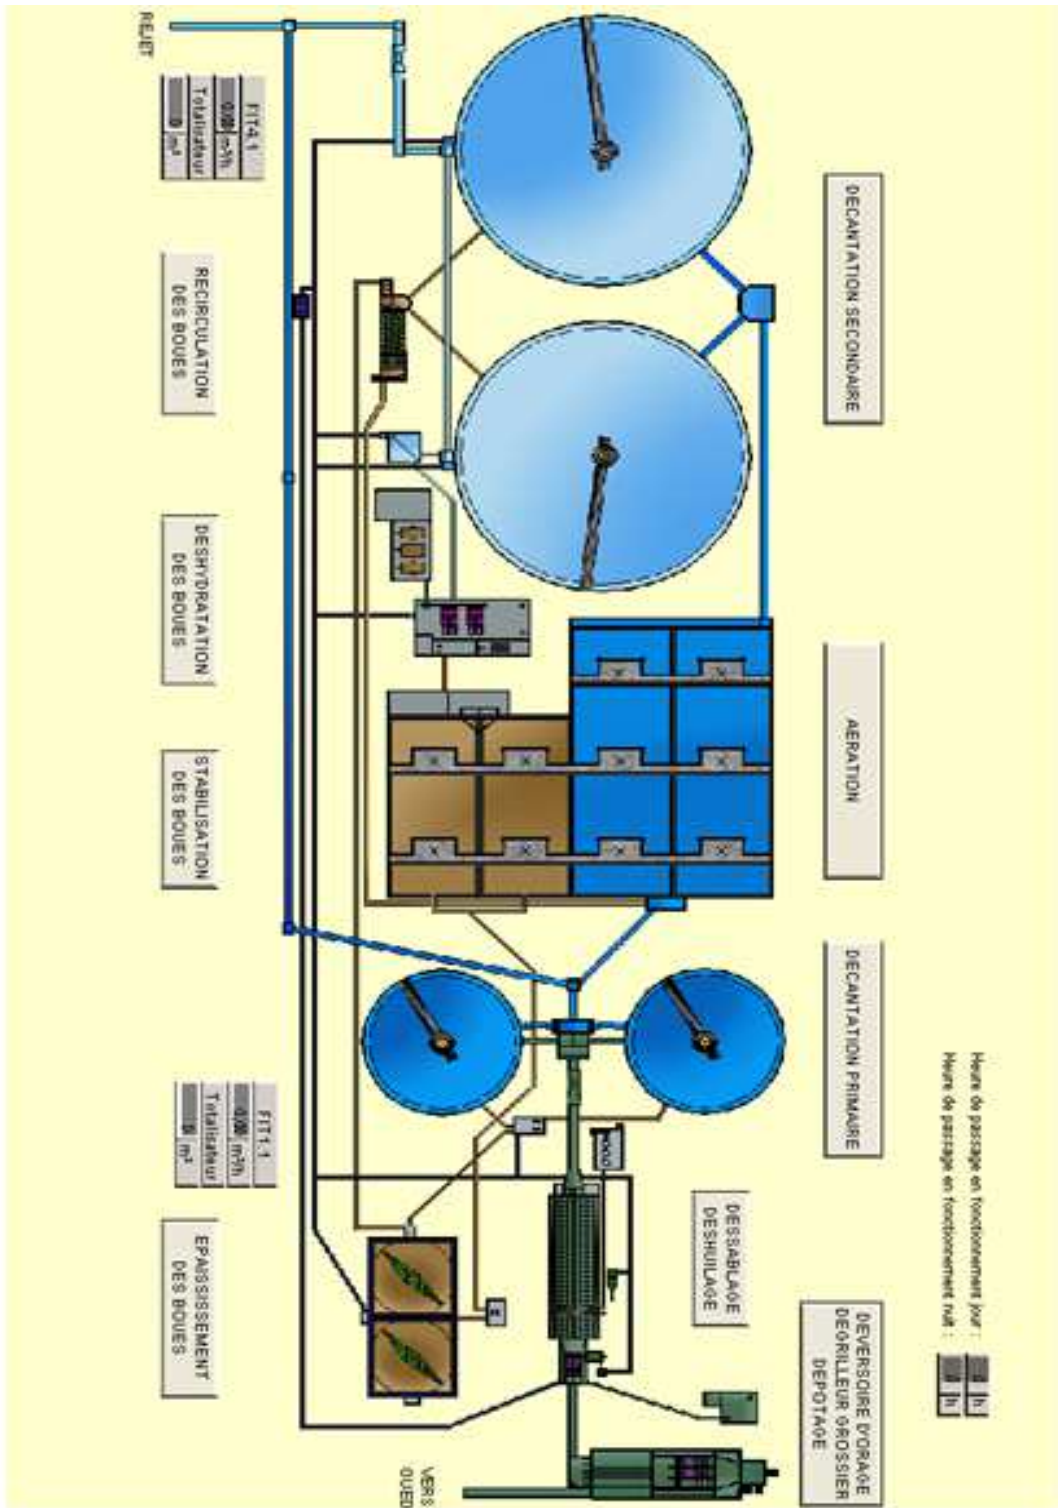 Heure de passage en fonctionnement jour : h
Heure de passage en fonctionnement nuit : h
DECANTATION SECONDAIRE
AERATION
DECANTATION PRIMAIRE
DEVERSOIRE D'ORAGE
DEGRILLEUR GROSSIER
DEPOTAGE
DESSABLAGE
DESHUILAGE
VERS
OUED
FIT4.1
m³/h
Totalisateur
m³
REJET
RECIRCULATION
DES BOUES
DESHYDRATATION
DES BOUES
STABILISATION
DES BOUES
FIT1.1
m³/h
Totalisateur
m³
EPAISSISSEMENT
DES BOUES